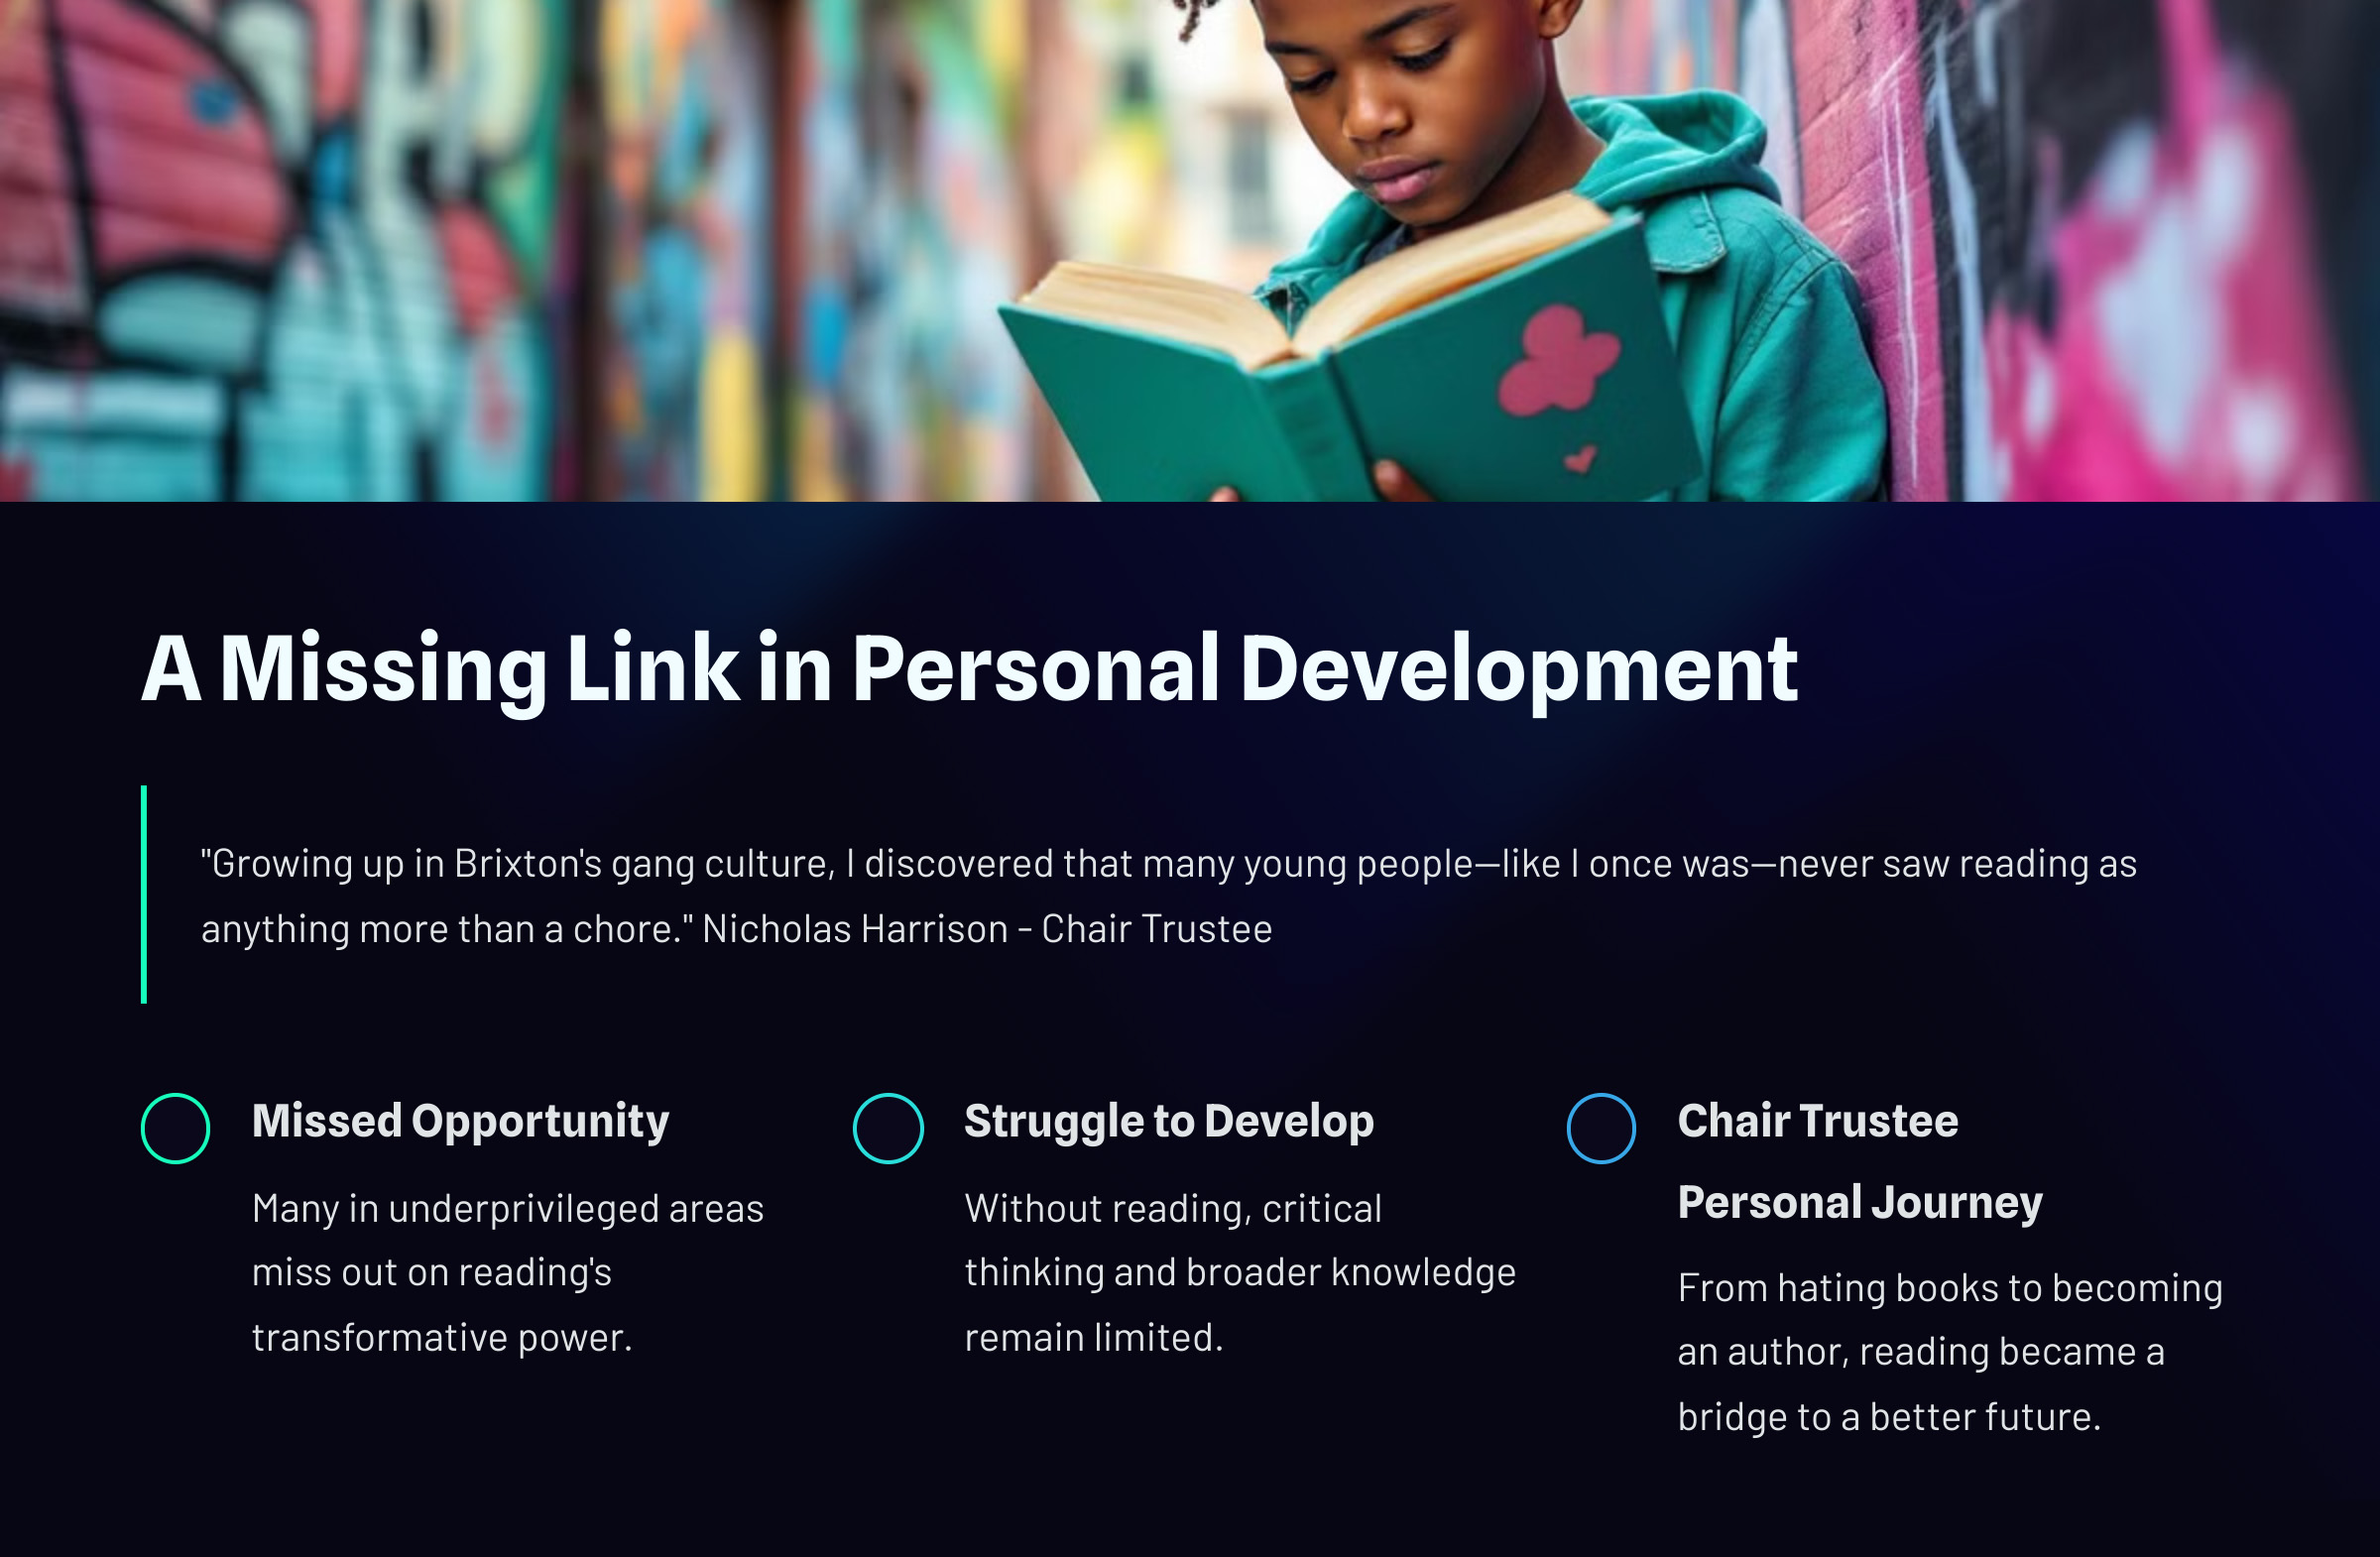 A Missing Link in Personal Development
"Growing up in Brixton's gang culture, I discovered that many young people—like I once was—never saw reading as
anything more than a chore." Nicholas Harrison - Chair Trustee
Missed Opportunity
Many in underprivileged areas
miss out on reading's
transformative power.
Struggle to Develop
Without reading, critical
thinking and broader knowledge
remain limited.
Chair Trustee
Personal Journey
From hating books to becoming
an author, reading became a
bridge to a better future.